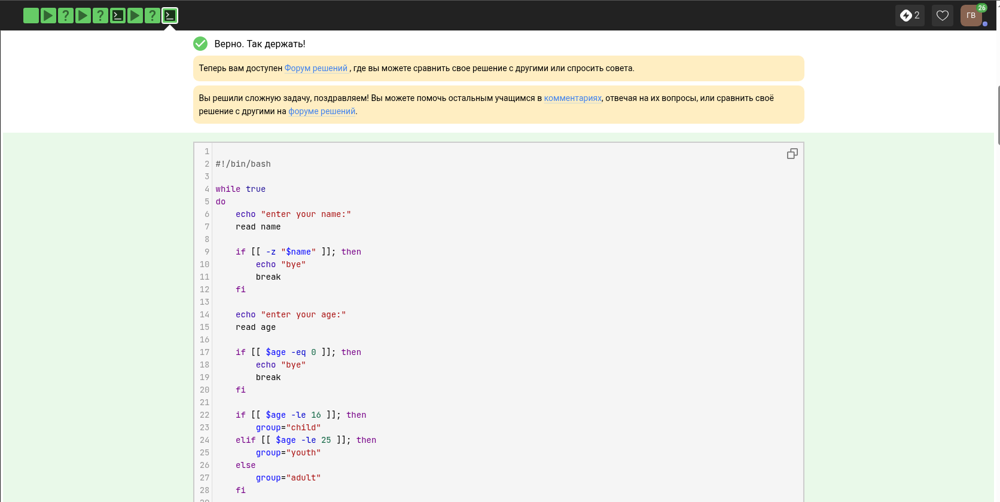 ? ? ?
2
ГВ
26
Верно. Так держать!
Теперь вам доступен Форум решений , где вы можете сравнить свое решение с другими или спросить совета.
Вы решили сложную задачу, поздравляем! Вы можете помочь остальным учащимся в комментариях, отвечая на их вопросы, или сравнить своё
решение с другими на форуме решений.
1
2 #!/bin/bash
3
4 while true
5 do
6     echo "enter your name:"
7     read name
8
9     if [[ -z "$name" ]]; then
10         echo "bye"
11         break
12     fi
13
14     echo "enter your age:"
15     read age
16
17     if [[ $age -eq 0 ]]; then
18         echo "bye"
19         break
20     fi
21
22     if [[ $age -le 16 ]]; then
23         group="child"
24     elif [[ $age -le 25 ]]; then
25         group="youth"
26     else
27         group="adult"
28     fi